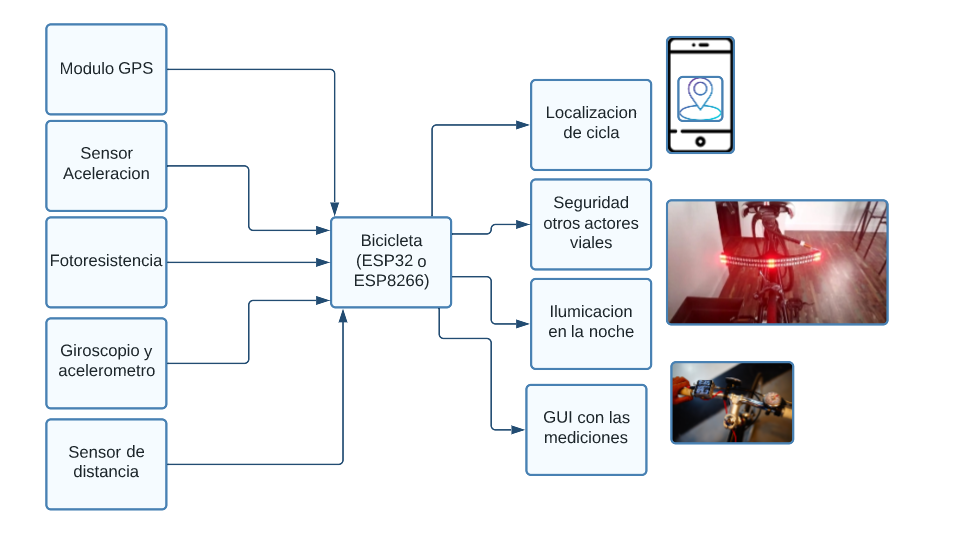 Modulo GPS
Sensor
Aceleracion
Fotoresistencia
Giroscopio y
acelerometro
Sensor de
distancia
Bicicleta
(ESP32 o
ESP8266)
Localizacion
de cicla
Seguridad
otros actores
viales
Ilumicacion
en la noche
GUI con las
mediciones